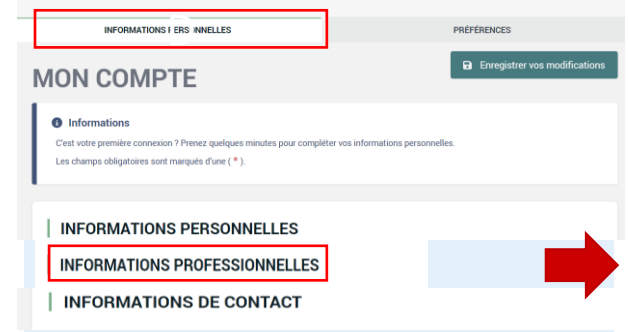 INFORMATIONS PERSONNELLES
PRÉFÉRENCES
MON COMPTE
Enregistrer vos modifications
Informations
C'est votre première connexion ? Prenez quelques minutes pour compléter vos informations personnelles.
Les champs obligatoires sont marqués d'une ( * ).
INFORMATIONS PERSONNELLES
INFORMATIONS PROFESSIONNELLES
INFORMATIONS DE CONTACT